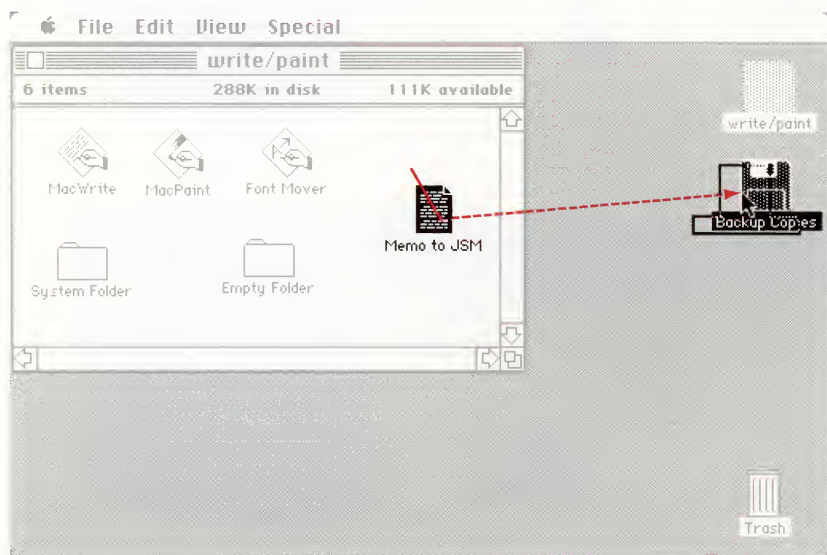 File Edit View Special
write/paint
6 items 288K in disk 111K available
MacWrite MacPaint Font Mover
Memo to JSM
System Folder Empty Folder
write/paint
Backup Copies
Trash